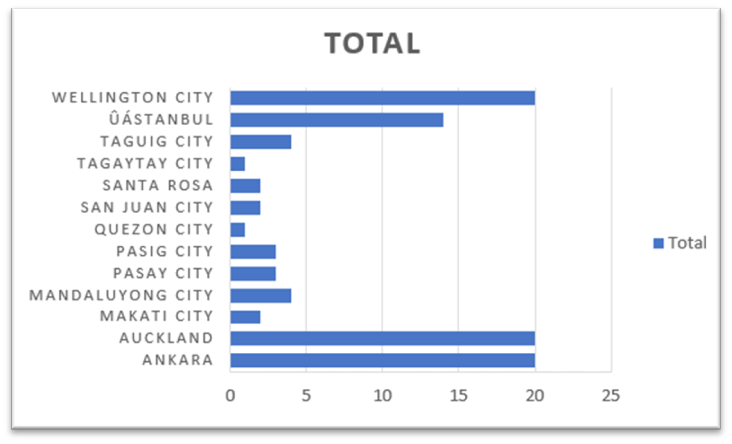 TOTAL
WELLINGTON CITY
ÛÁSTANBUL
TAGUIG CITY
TAGAYTAY CITY
SANTA ROSA
SAN JUAN CITY
QUEZON CITY
PASIG CITY
PASAY CITY
MANDALUYONG CITY
MAKATI CITY
AUCKLAND
ANKARA
0 5 10 15 20 25
Total